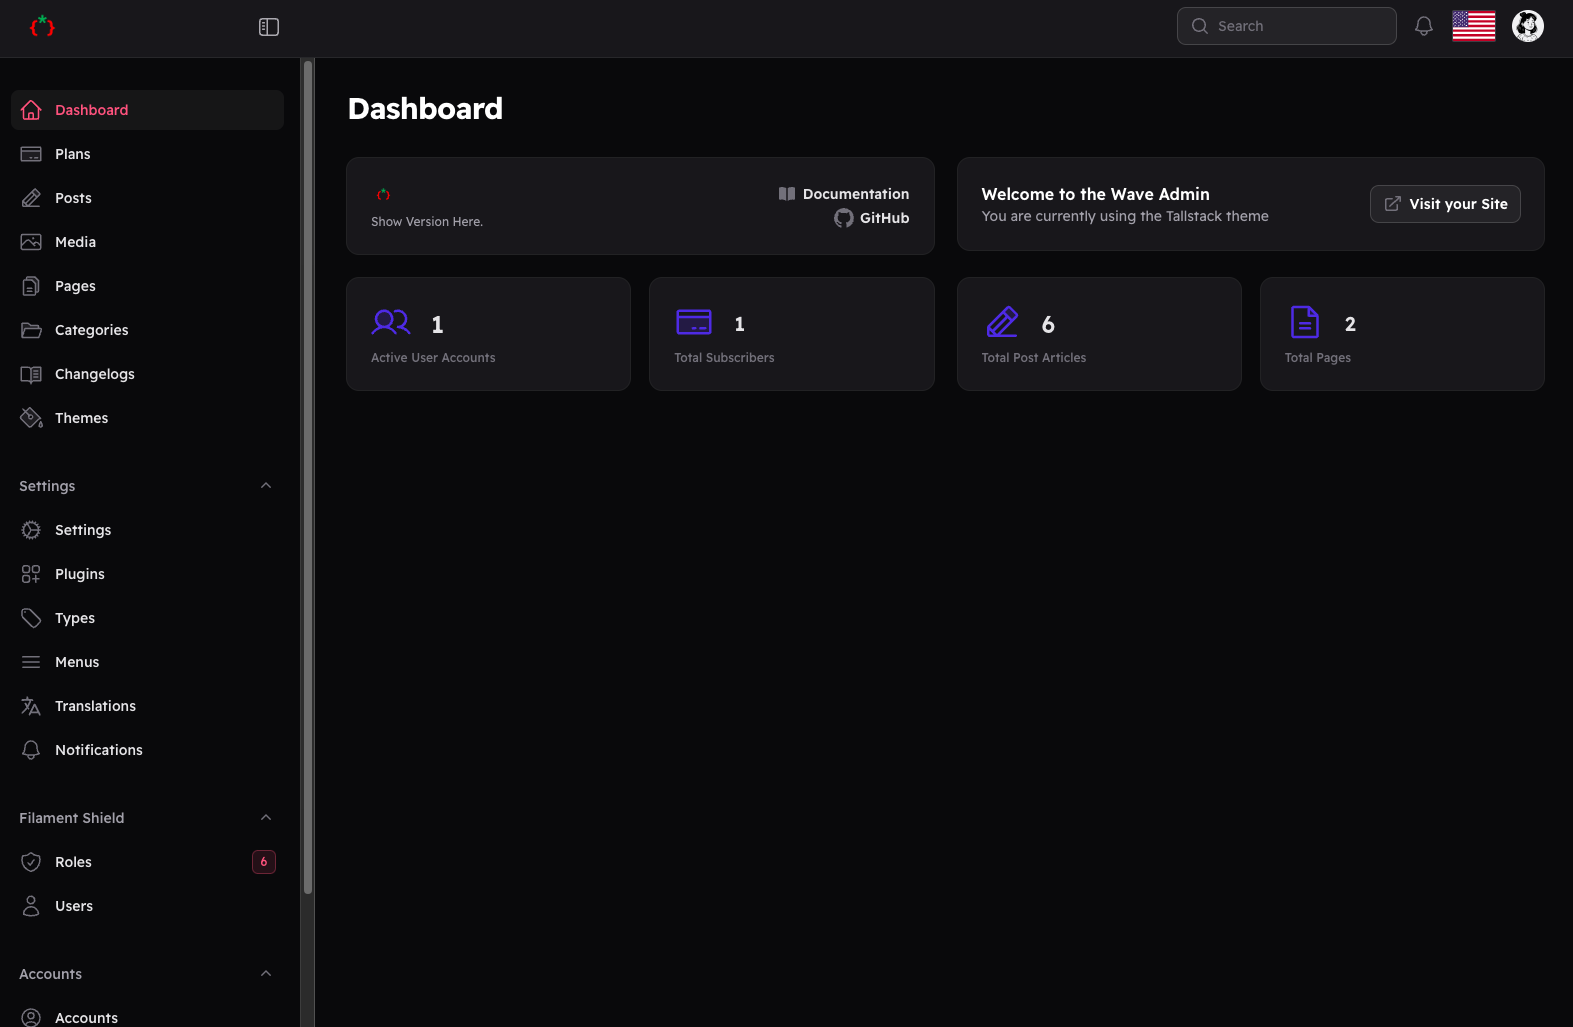 Search
Dashboard
Plans
Posts
Media
Pages
Categories
Changelogs
Themes
Settings
Settings
Plugins
Types
Menus
Translations
Notifications
Filament Shield
Roles
6
Users
Accounts
Accounts
Dashboard
Show Version Here.
Documentation
GitHub
Welcome to the Wave Admin
You are currently using the Tallstack theme
Visit your Site
1
Active User Accounts
1
Total Subscribers
6
Total Post Articles
2
Total Pages